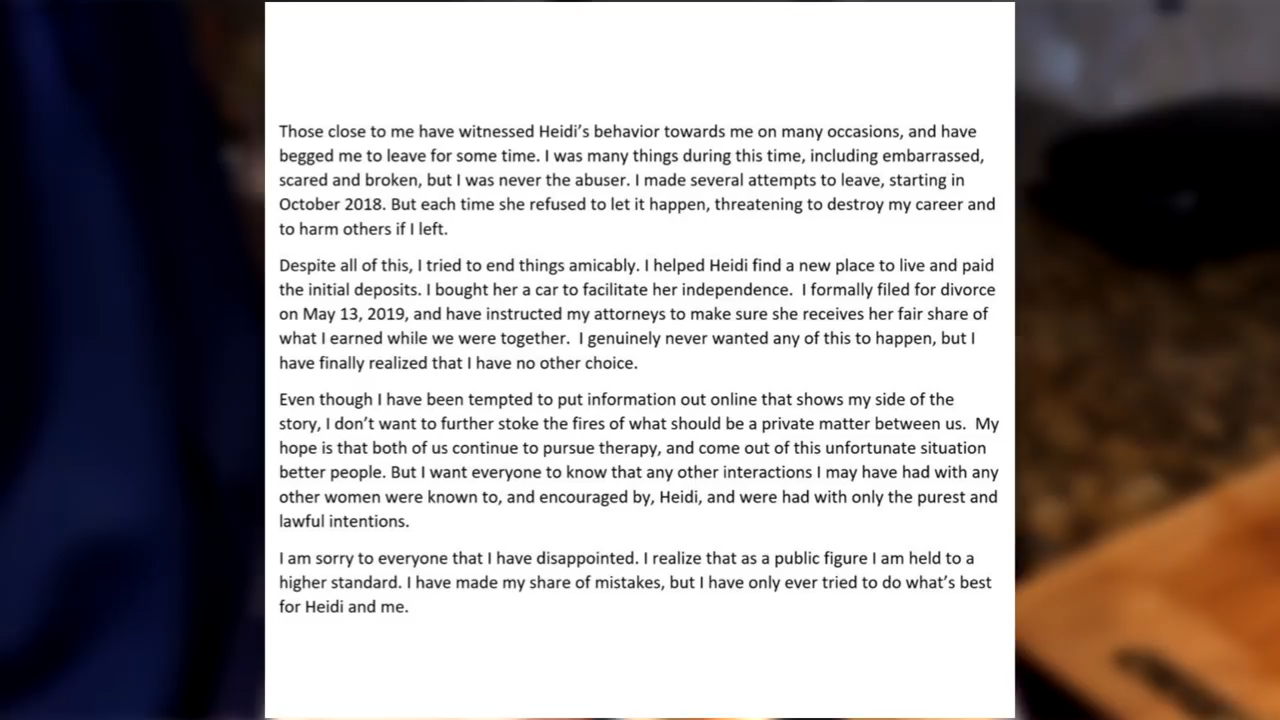 Those close to me have witnessed Heidi’s behavior towards me on many occasions, and have
begged me to leave for some time. I was many things during this time, including embarrassed,
scared and broken, but I was never the abuser. I made several attempts to leave, starting in
October 2018. But each time she refused to let it happen, threatening to destroy my career and
to harm others if I left.
Despite all of this, I tried to end things amicably. I helped Heidi find a new place to live and paid
the initial deposits. I bought her a car to facilitate her independence.  I formally filed for divorce
on May 13, 2019, and have instructed my attorneys to make sure she receives her fair share of
what I earned while we were together.  I genuinely never wanted any of this to happen, but I
have finally realized that I have no other choice.
Even though I have been tempted to put information out online that shows my side of the
story, I don’t want to further stoke the fires of what should be a private matter between us.  My
hope is that both of us continue to pursue therapy, and come out of this unfortunate situation
better people. But I want everyone to know that any other interactions I may have had with any
other women were known to, and encouraged by, Heidi, and were had with only the purest and
lawful intentions.
I am sorry to everyone that I have disappointed. I realize that as a public figure I am held to a
higher standard. I have made my share of mistakes, but I have only ever tried to do what’s best
for Heidi and me.